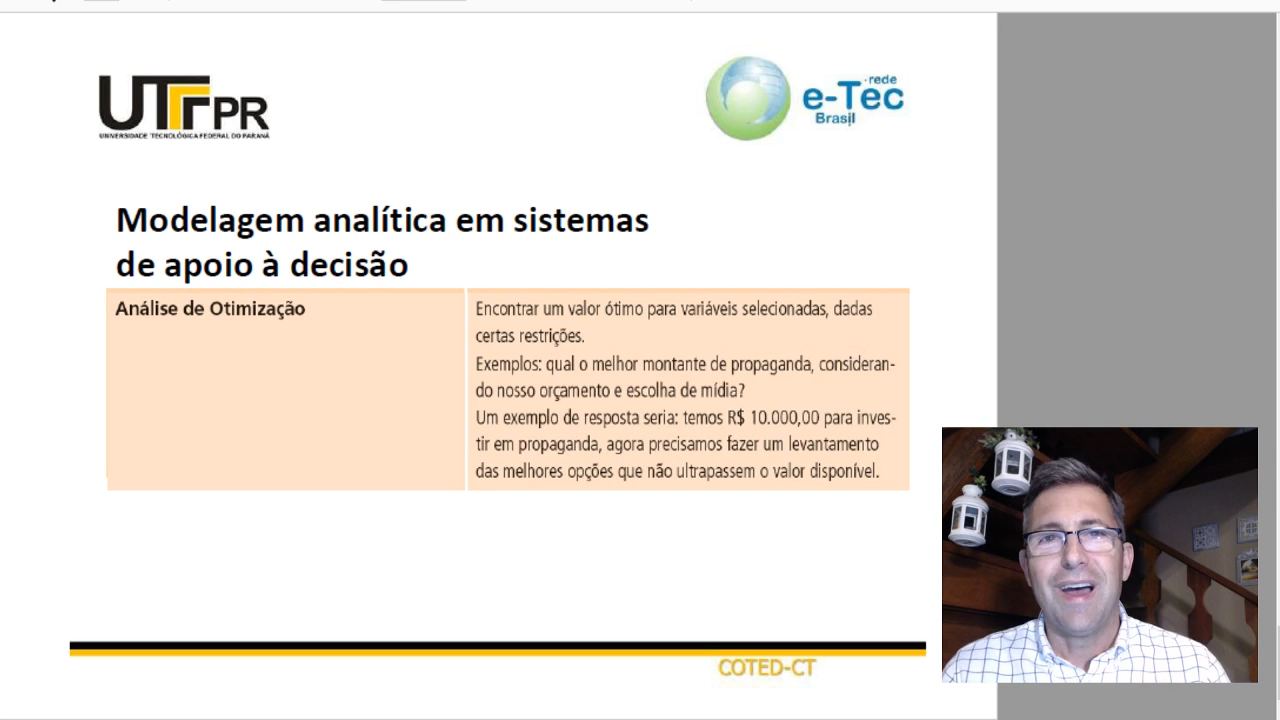 UTFPR
UNIVERSIDADE TECNOLÓGICA FEDERAL DO PARANÁ
rede
e-Tec
Brasil
Modelagem analítica em sistemas
de apoio à decisão
Análise de Otimização
Encontrar um valor ótimo para variáveis selecionadas, dadas
certas restrições.
Exemplos: qual o melhor montante de propaganda, consideran-
do nosso orçamento e escolha de mídia?
Um exemplo de resposta seria: temos R$ 10.000,00 para inves-
tir em propaganda, agora precisamos fazer um levantamento
das melhores opções que não ultrapassem o valor disponível.
COTED-CT